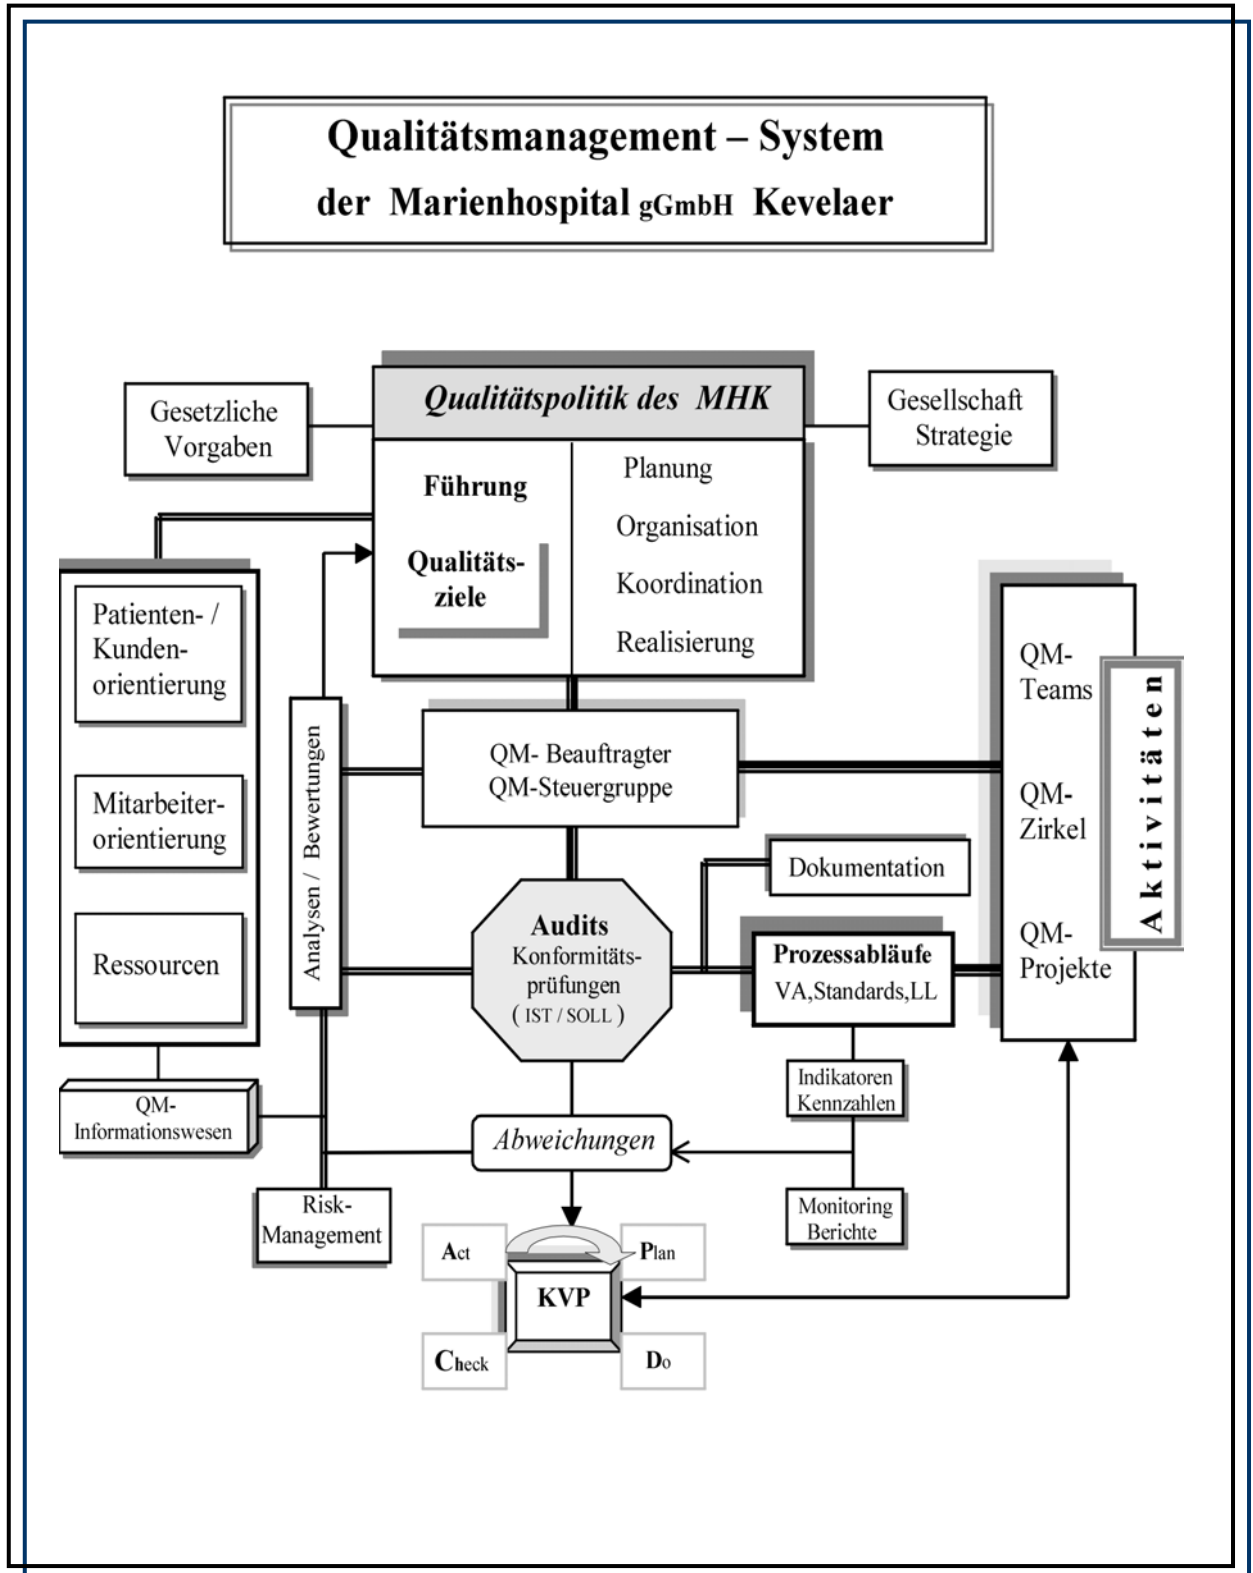 Qualitätsmanagement – System
der Marienhospital gGmbH Kevelaer
Gesetzliche
Vorgaben
Qualitätspolitik des MHK
Gesellschaft
Strategie
Führung
Qualitäts-
ziele
Planung
Organisation
Koordination
Realisierung
Patienten- /
Kunden-
orientierung
Mitarbeiter-
orientierung
Ressourcen
Analysen / Bewertungen
QM- Beauftragter
QM-Steuergruppe
QM-
Teams
QM-
Zirkel
QM-
Projekte
Aktivitäten
Dokumentation
Audits
Konformitäts-
prüfungen
( IST / SOLL )
Prozessabläufe
VA,Standards,LL
Indikatoren
Kennzahlen
QM-
Informationswesen
Abweichungen
Risk-
Management
Monitoring
Berichte
Act
Plan
KVP
Check
Do